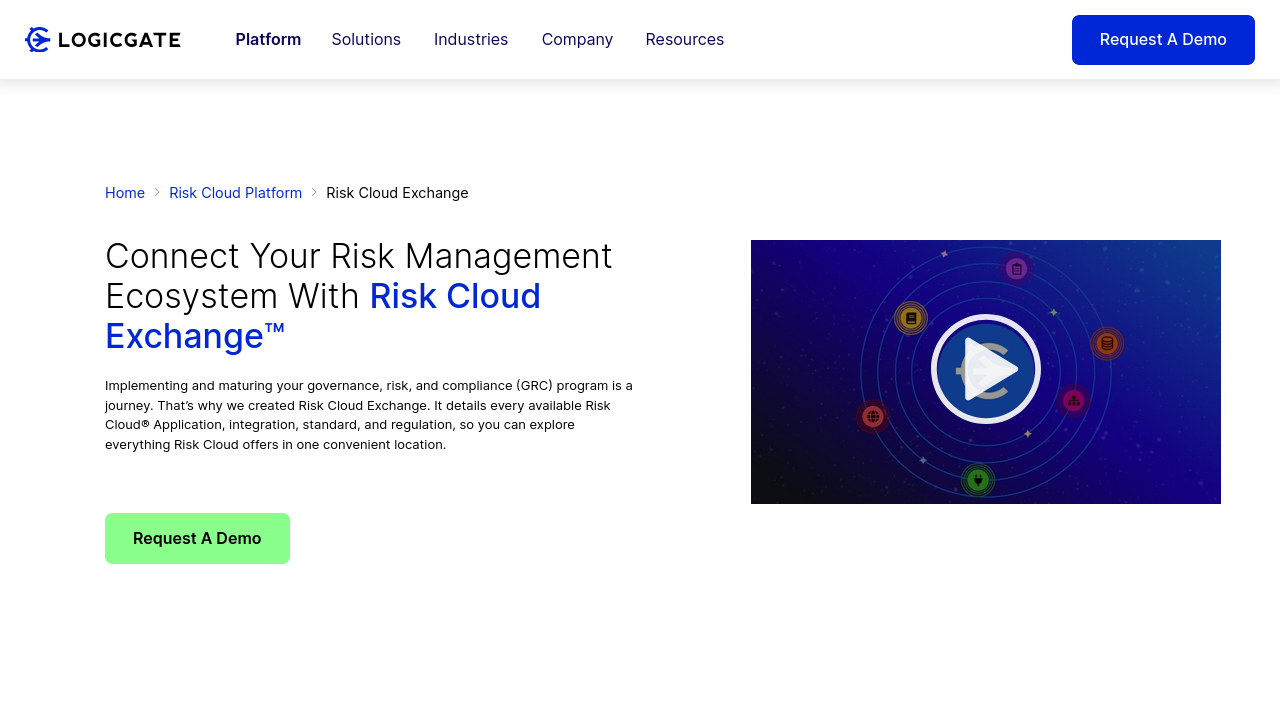 LOGICGATE
Platform
Solutions
Industries
Company
Resources
Request A Demo
Home
Risk Cloud Platform
Risk Cloud Exchange
Connect Your Risk Management
Ecosystem With Risk Cloud
Exchange™
Implementing and maturing your governance, risk, and compliance (GRC) program is a
journey. That’s why we created Risk Cloud Exchange. It details every available Risk
Cloud® Application, integration, standard, and regulation, so you can explore
everything Risk Cloud offers in one convenient location.
Request A Demo